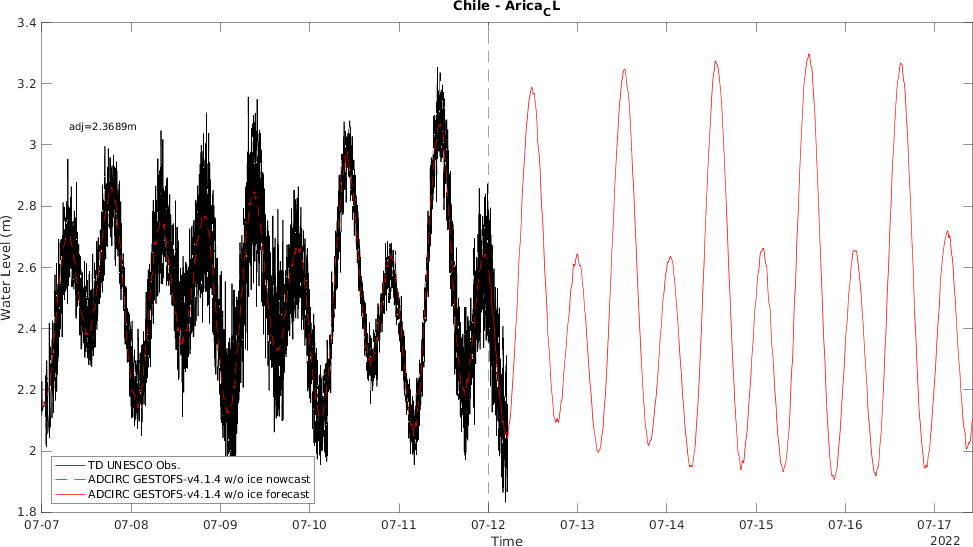 Chile - Arica_CL
3.4
3.2
3
2.8
2.6
2.4
2.2
2
1.8
Water Level (m)
adj=2.3689m
TD UNESCO Obs.
ADCIRC GESTOFS-v4.1.4 w/o ice nowcast
ADCIRC GESTOFS-v4.1.4 w/o ice forecast
07-07 07-08 07-09 07-10 07-11 07-12 07-13 07-14 07-15 07-16 07-17
Time
2022